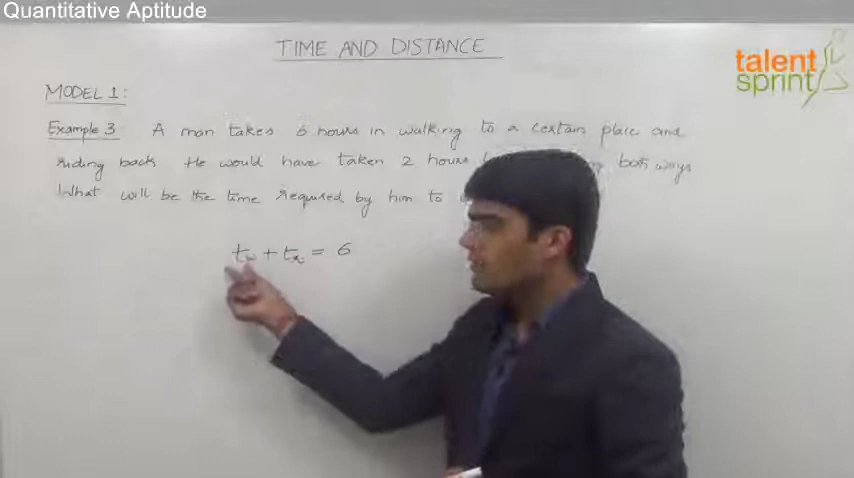 Quantitative Aptitude
TIME AND DISTANCE
talent
sprint
MODEL 1:
Example 3 A man takes 6 hours in walking to a certain place and
riding back He would have taken 2 hours both ways
What will be the time required by him to
tw + tr = 6